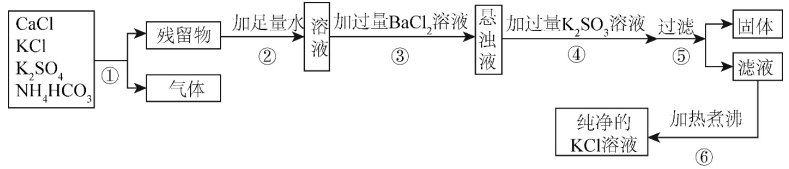 CaCl
KCl
K₂SO₄
NH₄HCO₃
①
残留物
气体
加足量水
②
溶液
加过量BaCl₂溶液
③
悬浊液
加过量K₂SO₃溶液
④
过滤
⑤
固体
滤液
加热煮沸
⑥
纯净的
KCl溶液